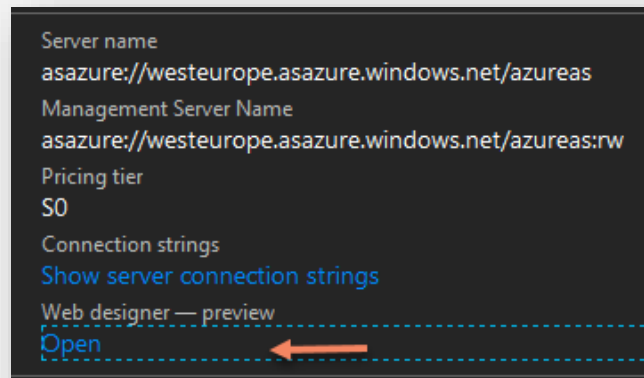 Server name
asazure://westeurope.asazure.windows.net/azureas
Management Server Name
asazure://westeurope.asazure.windows.net/azureas:rw
Pricing tier
S0
Connection strings
Show server connection strings
Web designer — preview
Open